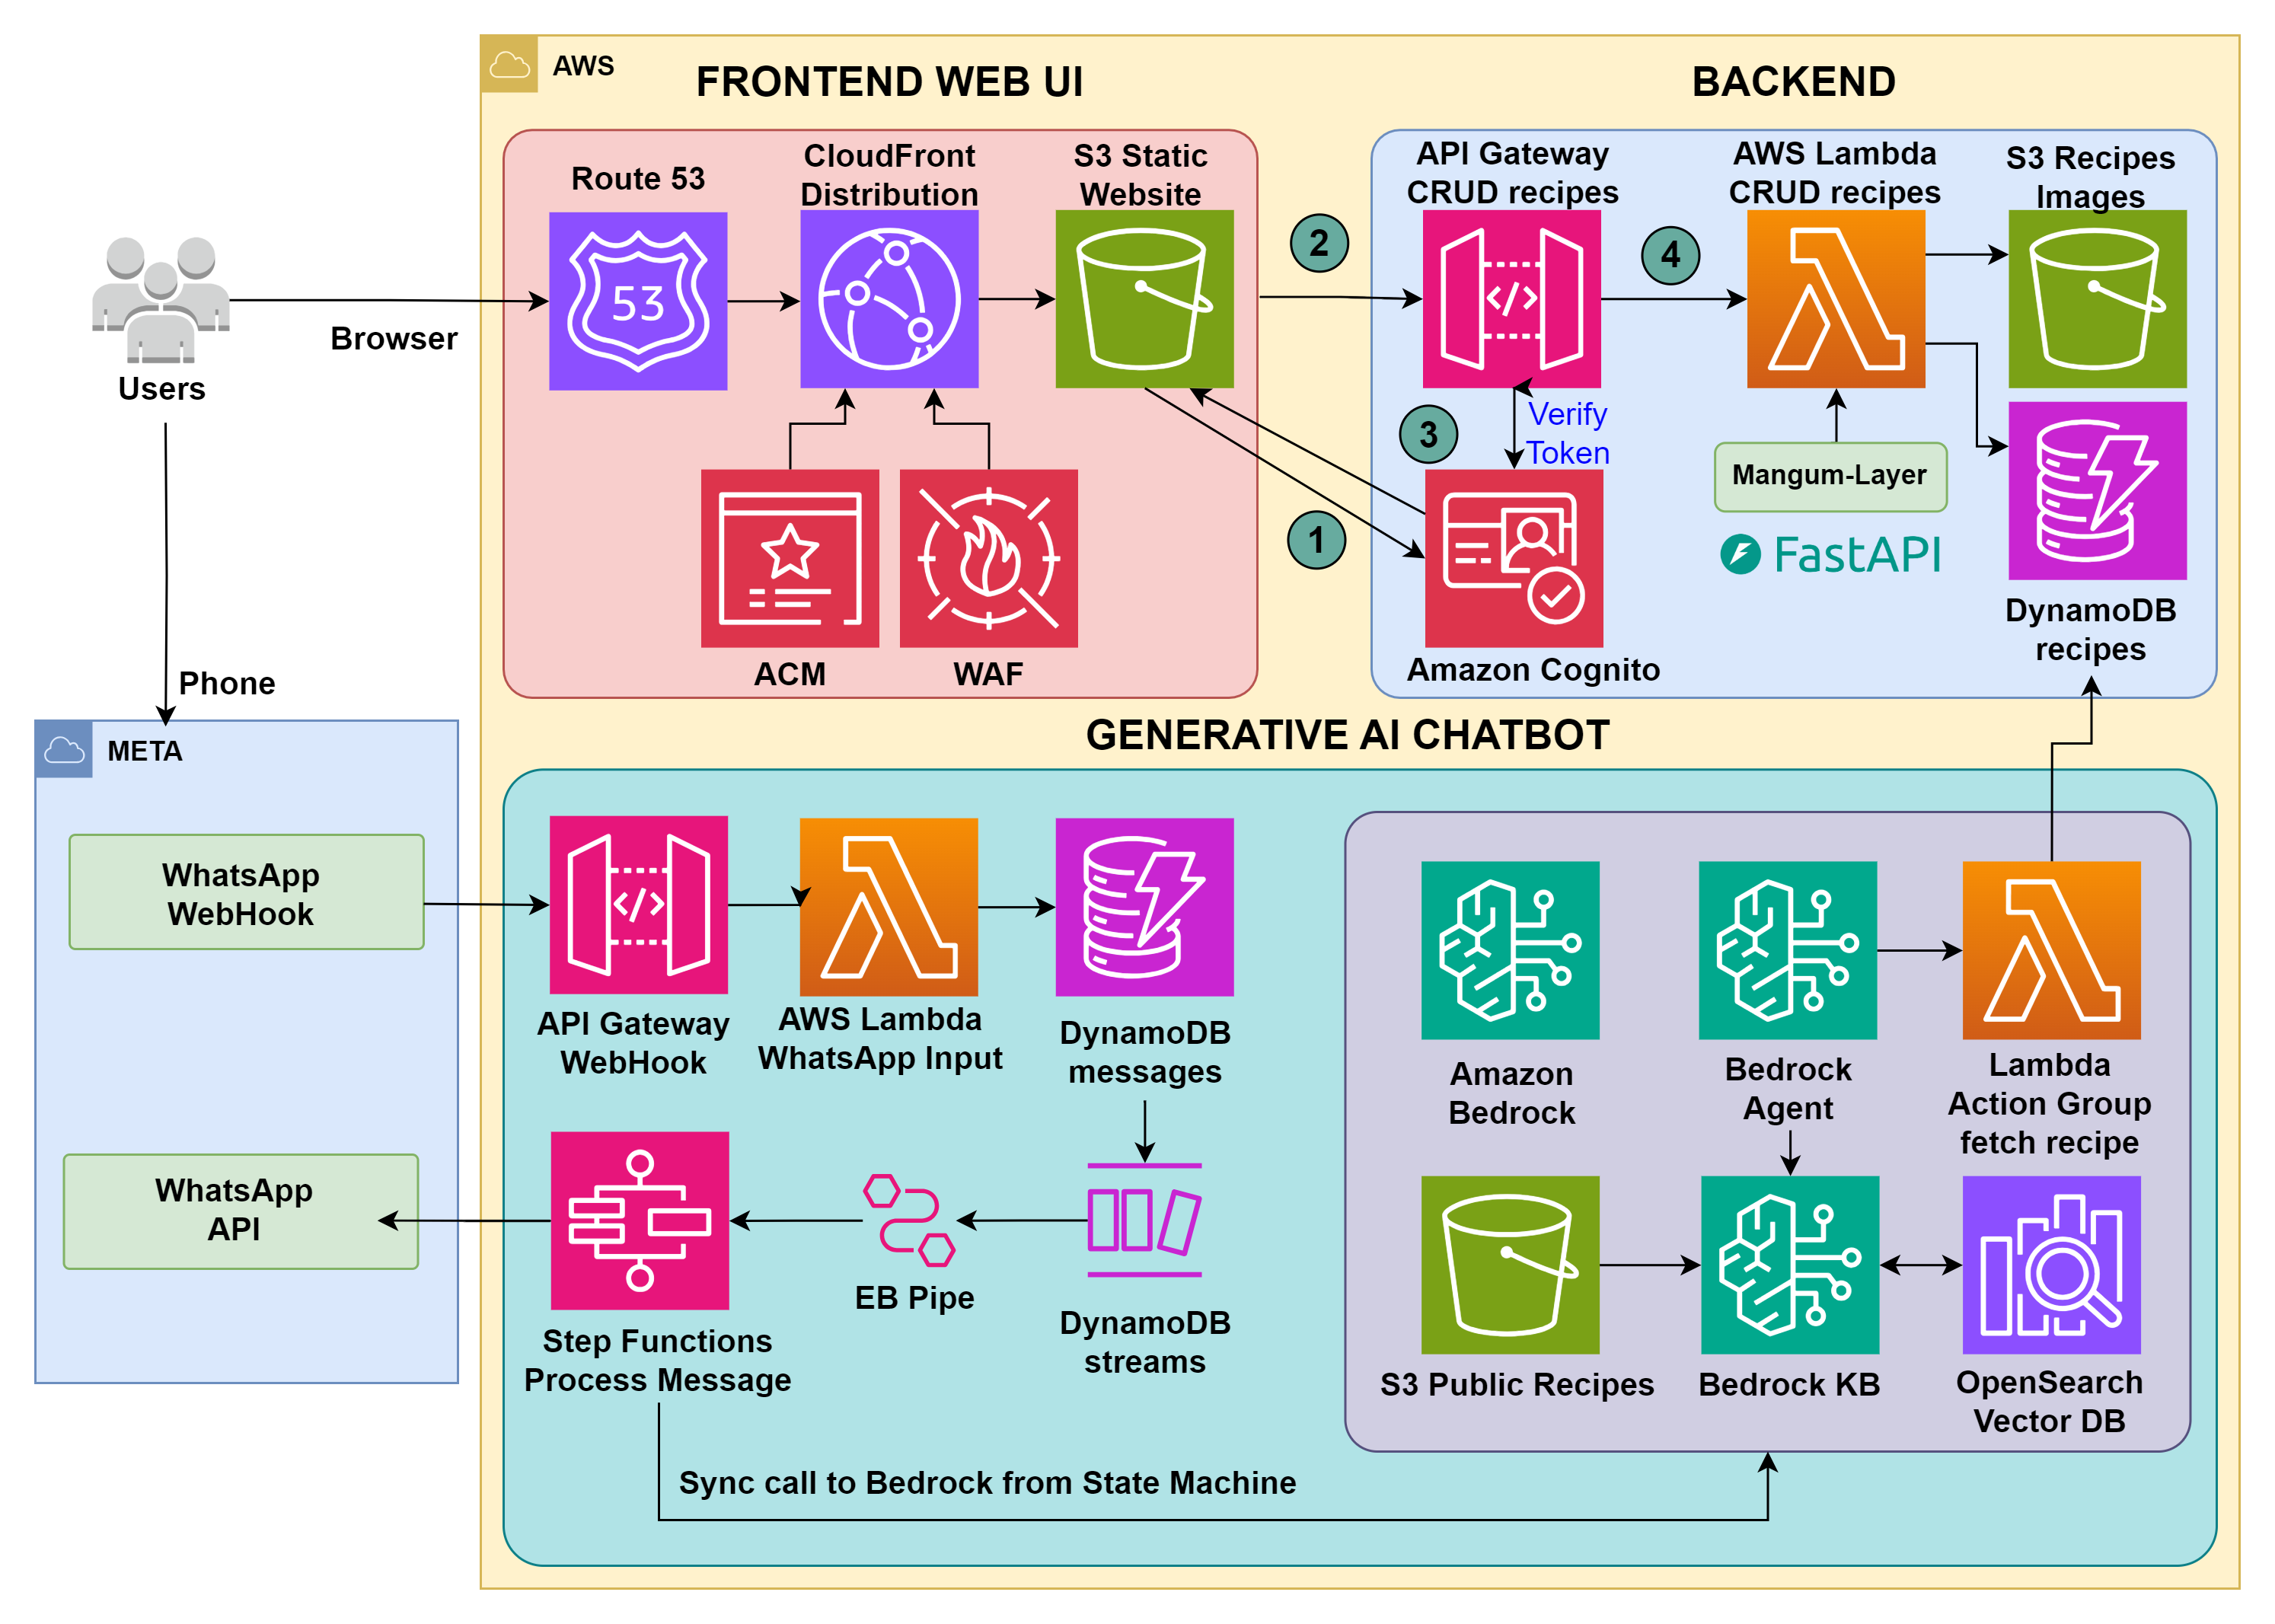 AWS
FRONTEND WEB UI
BACKEND
Route 53
CloudFront
Distribution
S3 Static
Website
API Gateway
CRUD recipes
AWS Lambda
CRUD recipes
S3 Recipes
Images
53
2
4
Users
Browser
Verify
Token
3
1
Mangum-Layer
FastAPI
ACM
WAF
Amazon Cognito
DynamoDB
recipes
Phone
META
GENERATIVE AI CHATBOT
WhatsApp
WebHook
API Gateway
WebHook
AWS Lambda
WhatsApp Input
DynamoDB
messages
Amazon
Bedrock
Bedrock
Agent
Lambda
Action Group
fetch recipe
WhatsApp
API
Step Functions
Process Message
EB Pipe
DynamoDB
streams
S3 Public Recipes
Bedrock KB
OpenSearch
Vector DB
Sync call to Bedrock from State Machine